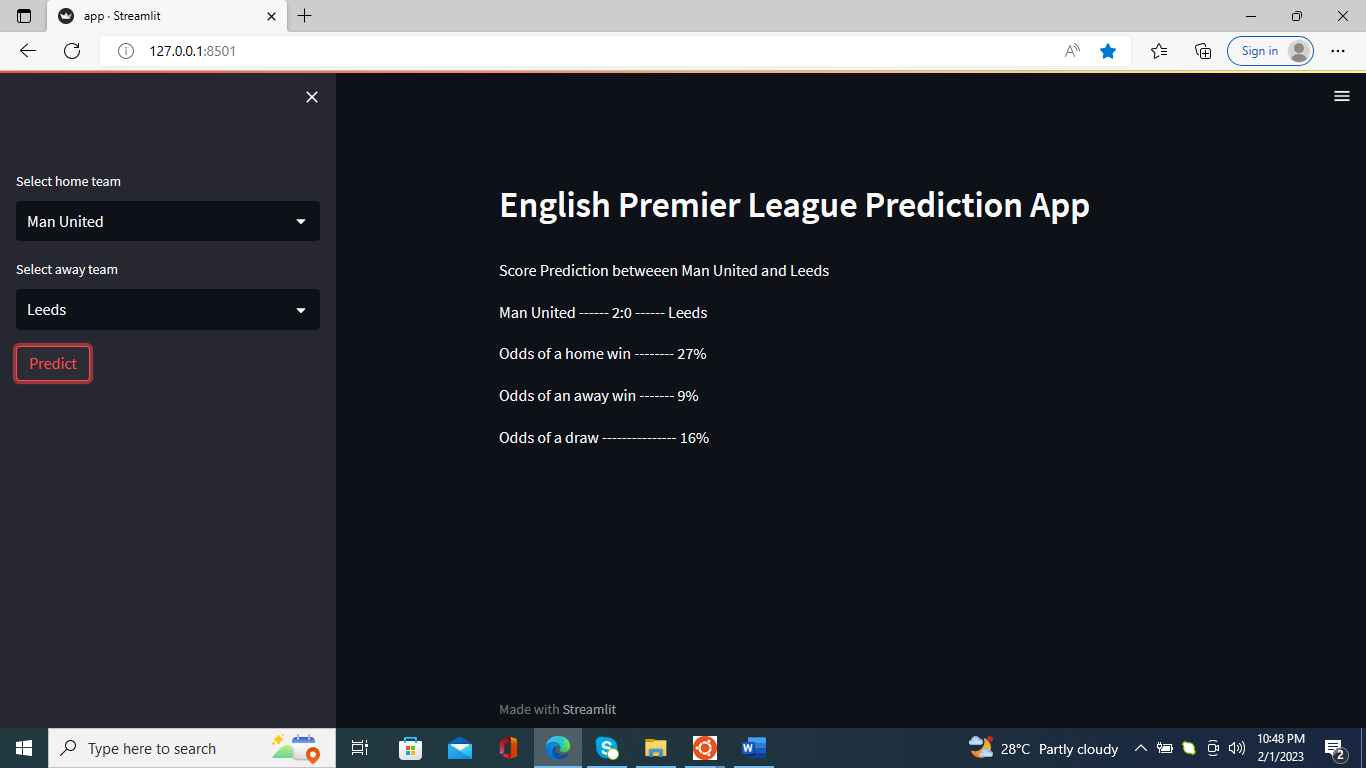 app · Streamlit
127.0.0.1:8501
Sign in
Select home team
Man United
Select away team
Leeds
Predict
English Premier League Prediction App
Score Prediction betweeen Man United and Leeds
Man United ------ 2:0 ------ Leeds
Odds of a home win -------- 27%
Odds of an away win ------- 9%
Odds of a draw --------------- 16%
Made with Streamlit
Type here to search
28°C Partly cloudy
10:48 PM
2/1/2023
2